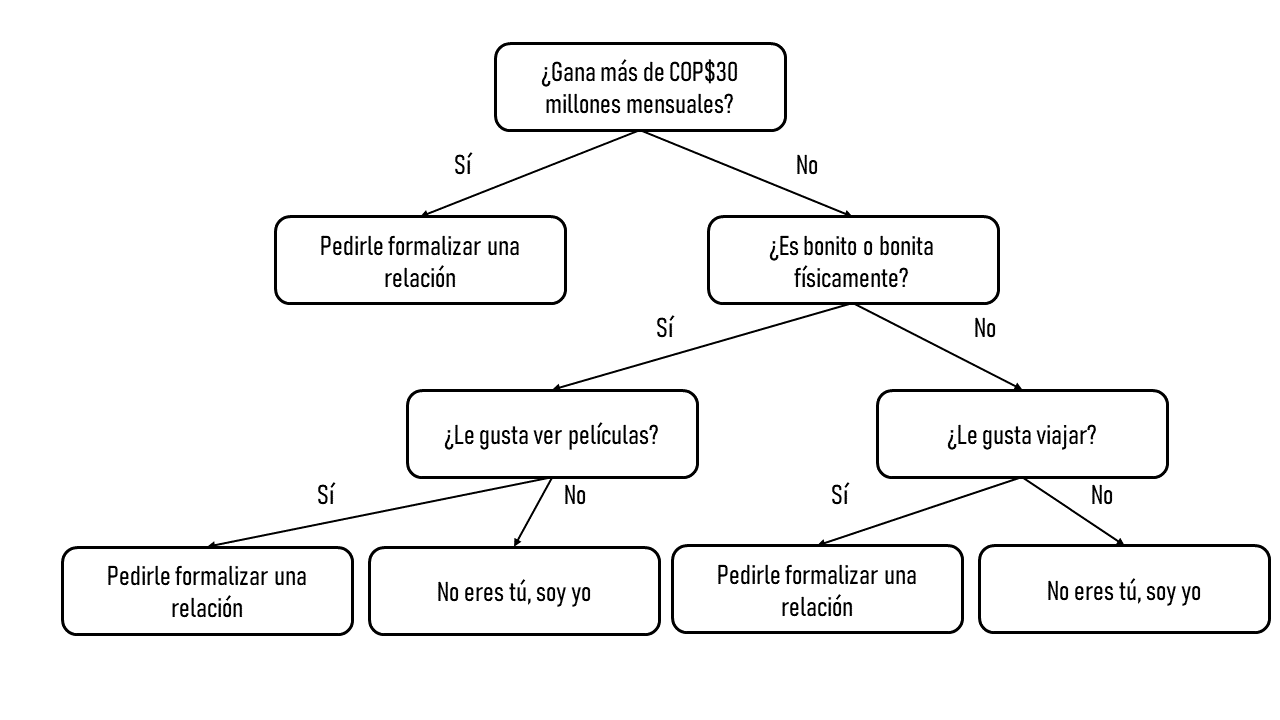 ¿Gana más de COP$30
millones mensuales?
Sí
No
Pedirle formalizar una
relación
¿Es bonito o bonita
físicamente?
Sí
No
¿Le gusta ver películas?
¿Le gusta viajar?
Sí
No
Sí
No
Pedirle formalizar una
relación
No eres tú, soy yo
Pedirle formalizar una
relación
No eres tú, soy yo